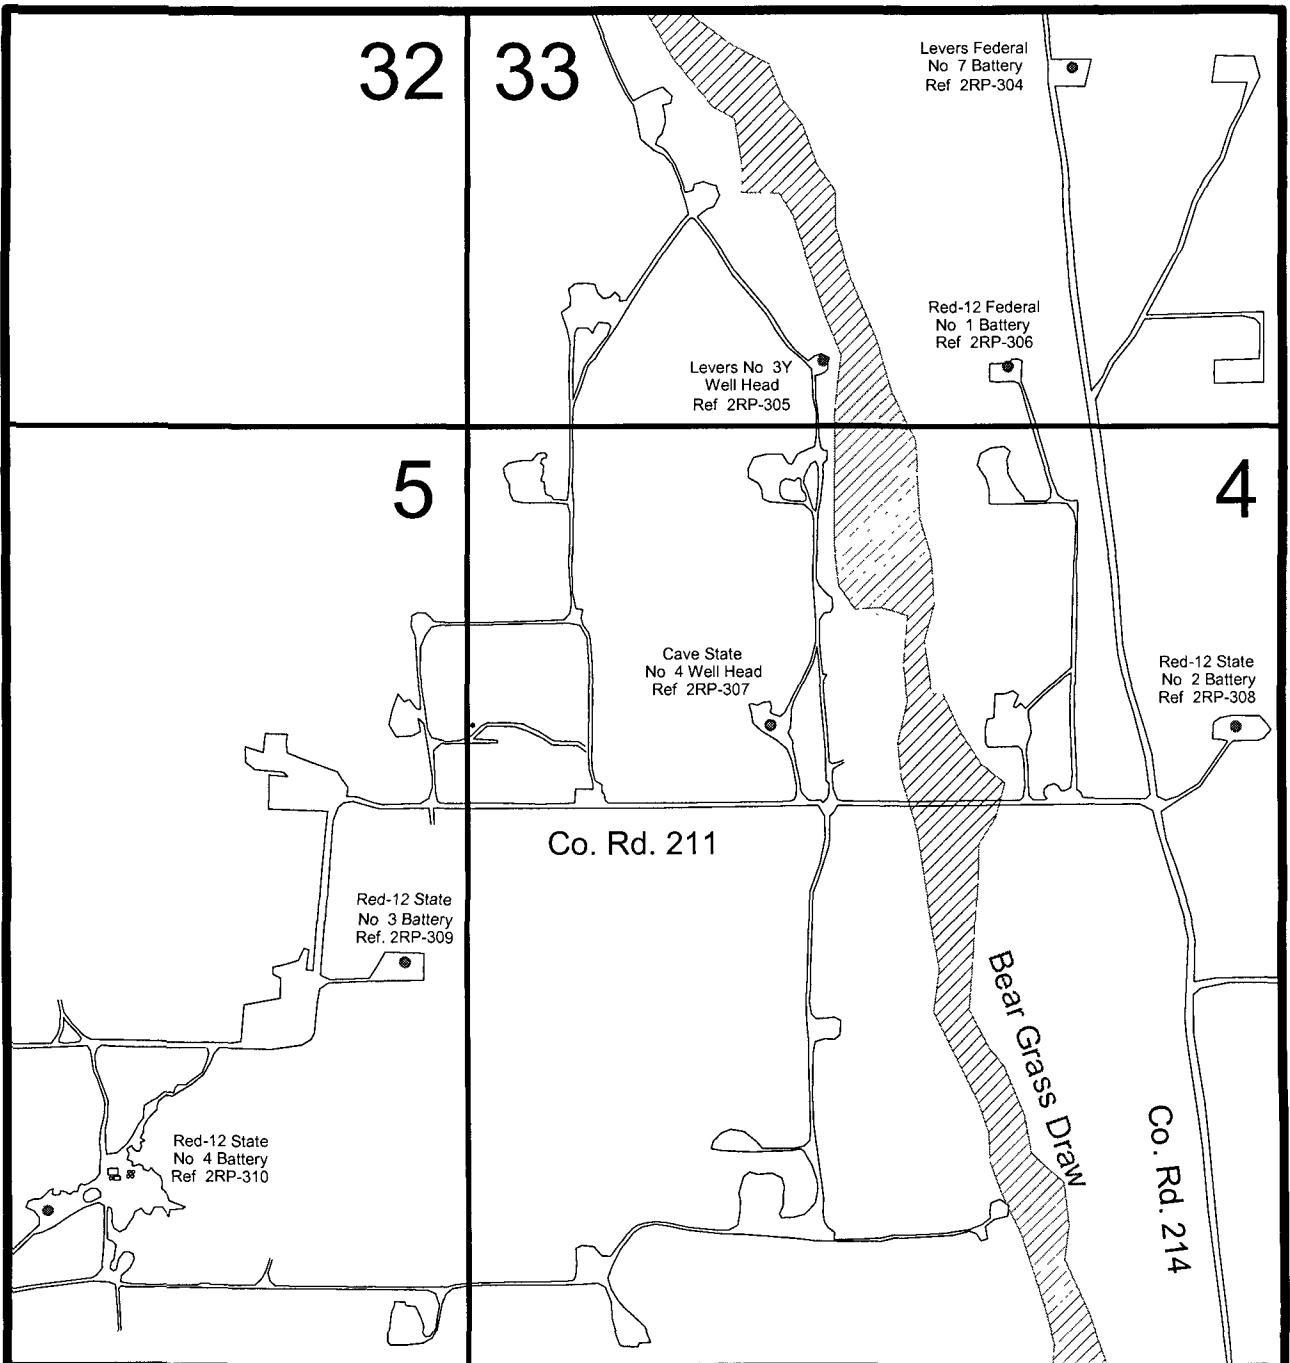 32
33
Levers Federal
No 7 Battery
Ref 2RP-304
Red-12 Federal
No 1 Battery
Ref 2RP-306
Levers No 3Y
Well Head
Ref 2RP-305
5
4
Cave State
No 4 Well Head
Ref 2RP-307
Red-12 State
No 2 Battery
Ref 2RP-308
Co. Rd. 211
Red-12 State
No 3 Battery
Ref. 2RP-309
Bear Grass Draw
Co. Rd. 214
Red-12 State
No 4 Battery
Ref 2RP-310